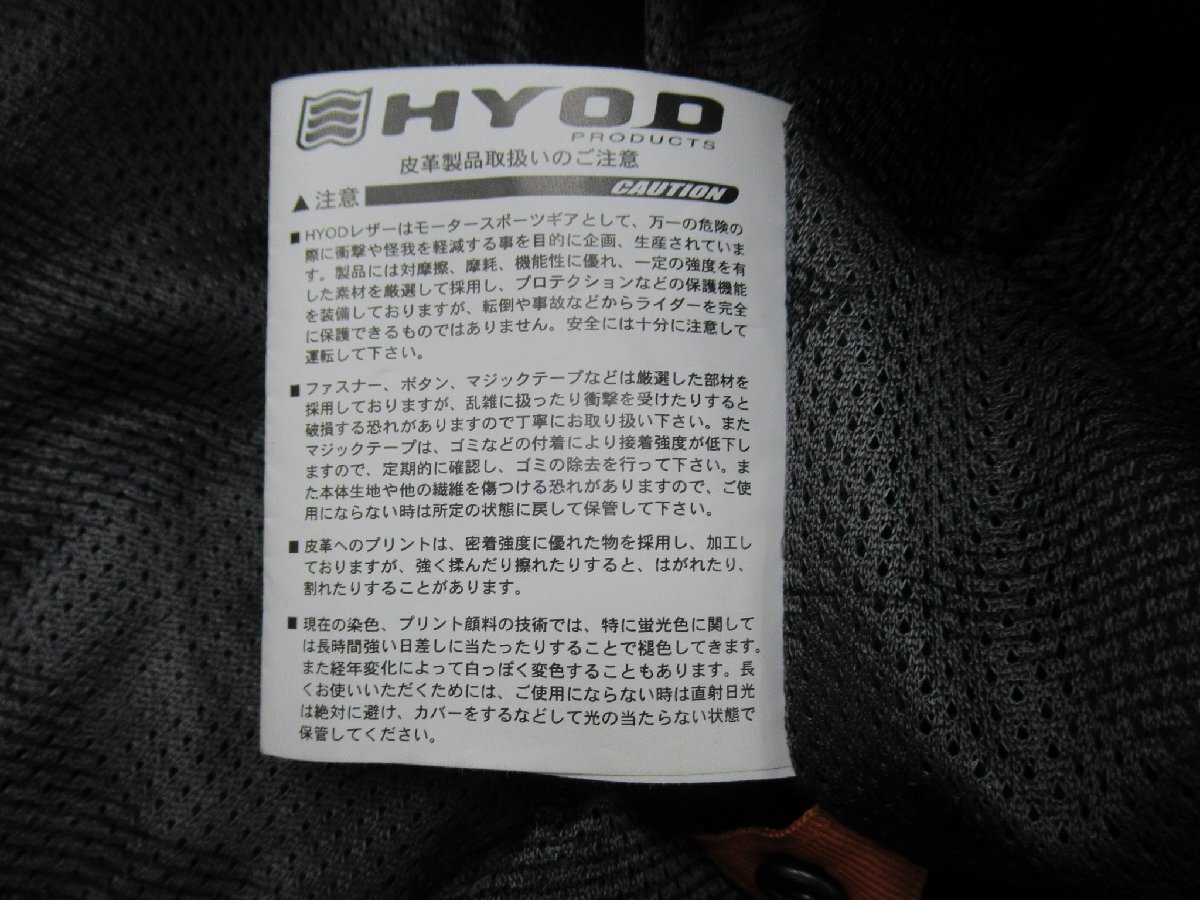 HYOD
PRODUCTS
皮革製品取扱いのご注意
▲注意 CAUTION
■ HYODレザーはモータースポーツギアとして、万一の危険の
際に衝撃や怪我を軽減する事を目的に企画、生産されていま
す。製品には対摩擦、摩耗、機能性に優れ、一定の強度を有
した素材を厳選して採用し、プロテクションなどの保護機能
を装備しておりますが、転倒や事故などからライダーを完全
に保護できるものではありません。安全には十分に注意して
運転して下さい。
■ ファスナー、ボタン、マジックテープなどは厳選した部材を
採用しておりますが、乱雑に扱ったり衝撃を受けたりすると
破損する恐れがありますので丁寧にお取り扱い下さい。また
マジックテープは、ゴミなどの付着により接着強度が低下し
ますので、定期的に確認し、ゴミの除去を行って下さい。ま
た本体生地や他の繊維を傷つける恐れがありますので、ご使
用にならない時は所定の状態に戻して保管して下さい。
■ 皮革へのプリントは、密着強度に優れた物を採用し、加工し
ておりますが、強く揉んだり擦れたりすると、はがれたり、
割れたりすることがあります。
■ 現在の染色、プリント顔料の技術では、特に蛍光色に関して
は長時間強い日差しに当たったりすることで褪色してきます。
また経年変化によって白っぽく変色することもあります。長
くお使いいただくためには、ご使用にならない時は直射日光
は絶対に避け、カバーをするなどして光の当たらない状態で
保管してください。